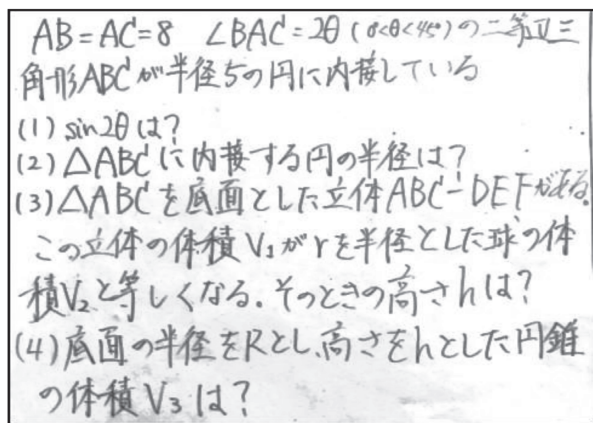 AB=AC=8 ∠BAC=2θ (0<θ<45°)の二等辺三
角形ABCが半径5の円に内接している
(1) sin2θは?
(2) △ABCに内接する円の半径は?
(3) △ABCを底面とした立体ABC-DEFがある。
この立体の体積V₁がrを半径とした球の体
積V₂と等しくなる.そのときの高さhは?
(4) 底面の半径をRとし、高さをhとした円錐
の体積V₃は?